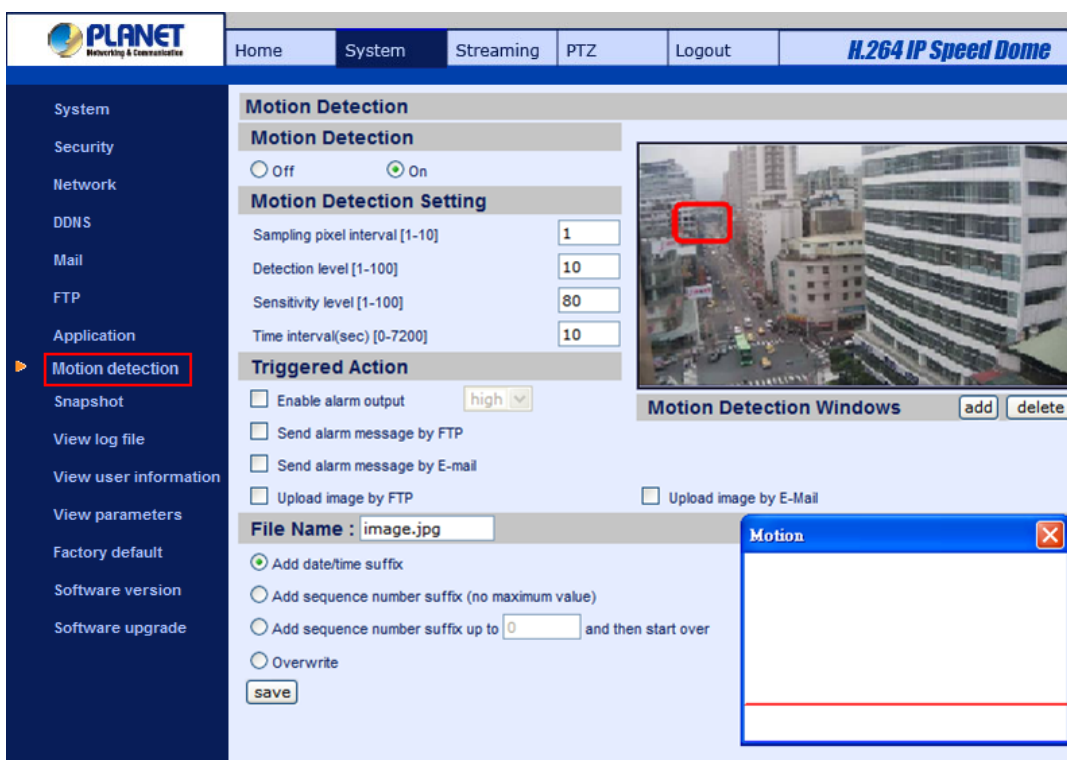 PLANET
Networking & Communication
Home System Streaming PTZ Logout H.264 IP Speed Dome
System
Security
Network
DDNS
Mail
FTP
Application
Motion detection
Snapshot
View log file
View user information
View parameters
Factory default
Software version
Software upgrade
Motion Detection
Motion Detection
Off On
Motion Detection Setting
Sampling pixel interval [1-10] 1
Detection level [1-100] 10
Sensitivity level [1-100] 80
Time interval(sec) [0-7200] 10
Triggered Action
Enable alarm output high
Send alarm message by FTP
Send alarm message by E-mail
Upload image by FTP Upload image by E-Mail
File Name : image.jpg
Add date/time suffix
Add sequence number suffix (no maximum value)
Add sequence number suffix up to 0 and then start over
Overwrite
save
Motion Detection Windows add delete
Motion